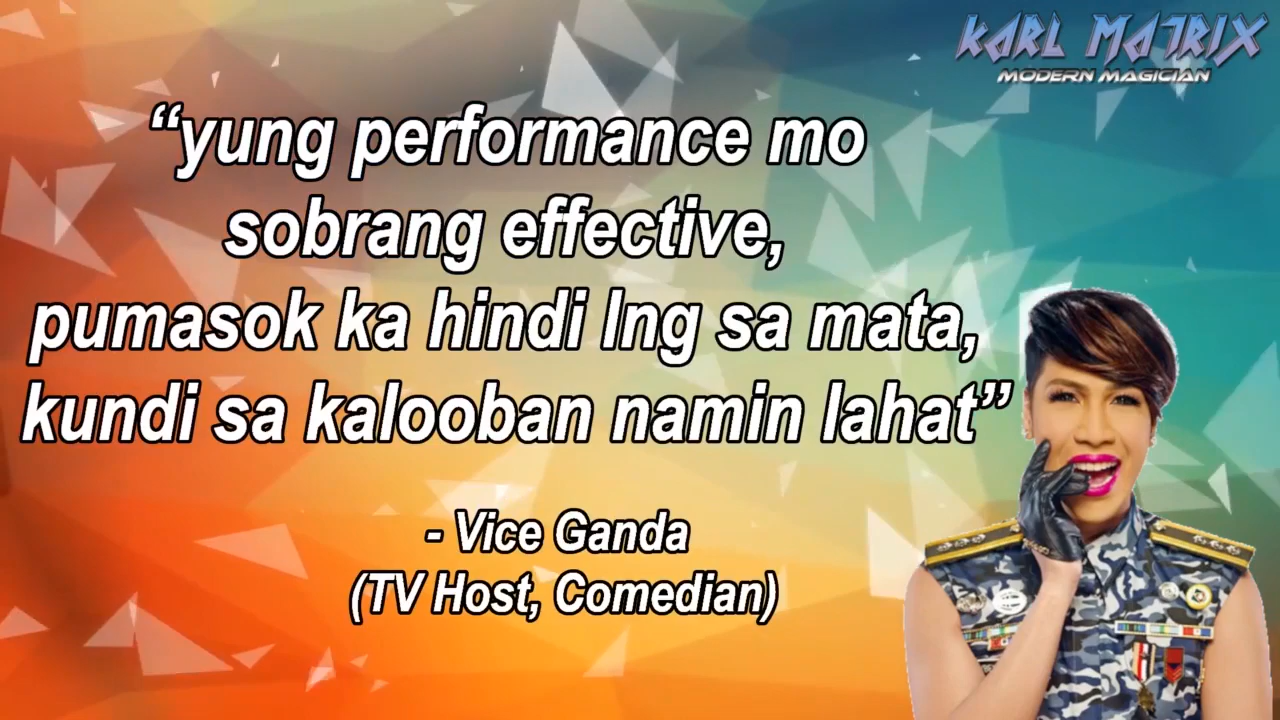 KARL MATRIX
MODERN MAGICIAN
“yung performance mo
sobrang effective,
pumasok ka hindi lng sa mata,
kundi sa kalooban namin lahat”
- Vice Ganda
(TV Host, Comedian)